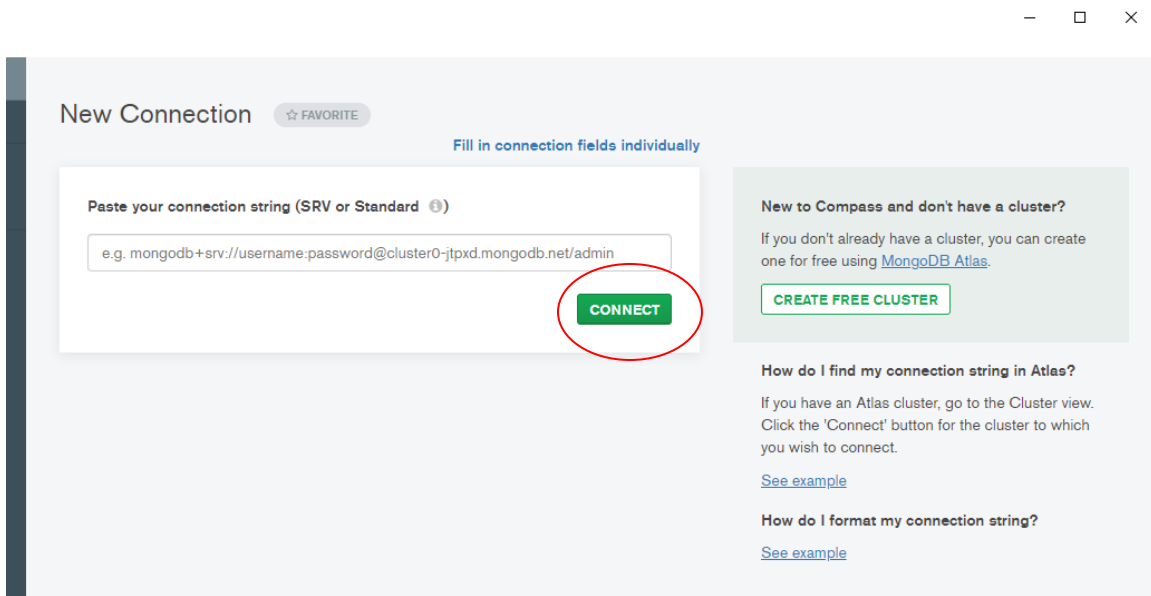 New Connection
☆ FAVORITE
Fill in connection fields individually
Paste your connection string (SRV or Standard i)
e.g. mongodb+srv://username:password@cluster0-jtpxd.mongodb.net/admin
CONNECT
New to Compass and don't have a cluster?
If you don't already have a cluster, you can create
one for free using MongoDB Atlas.
CREATE FREE CLUSTER
How do I find my connection string in Atlas?
If you have an Atlas cluster, go to the Cluster view.
Click the 'Connect' button for the cluster to which
you wish to connect.
See example
How do I format my connection string?
See example